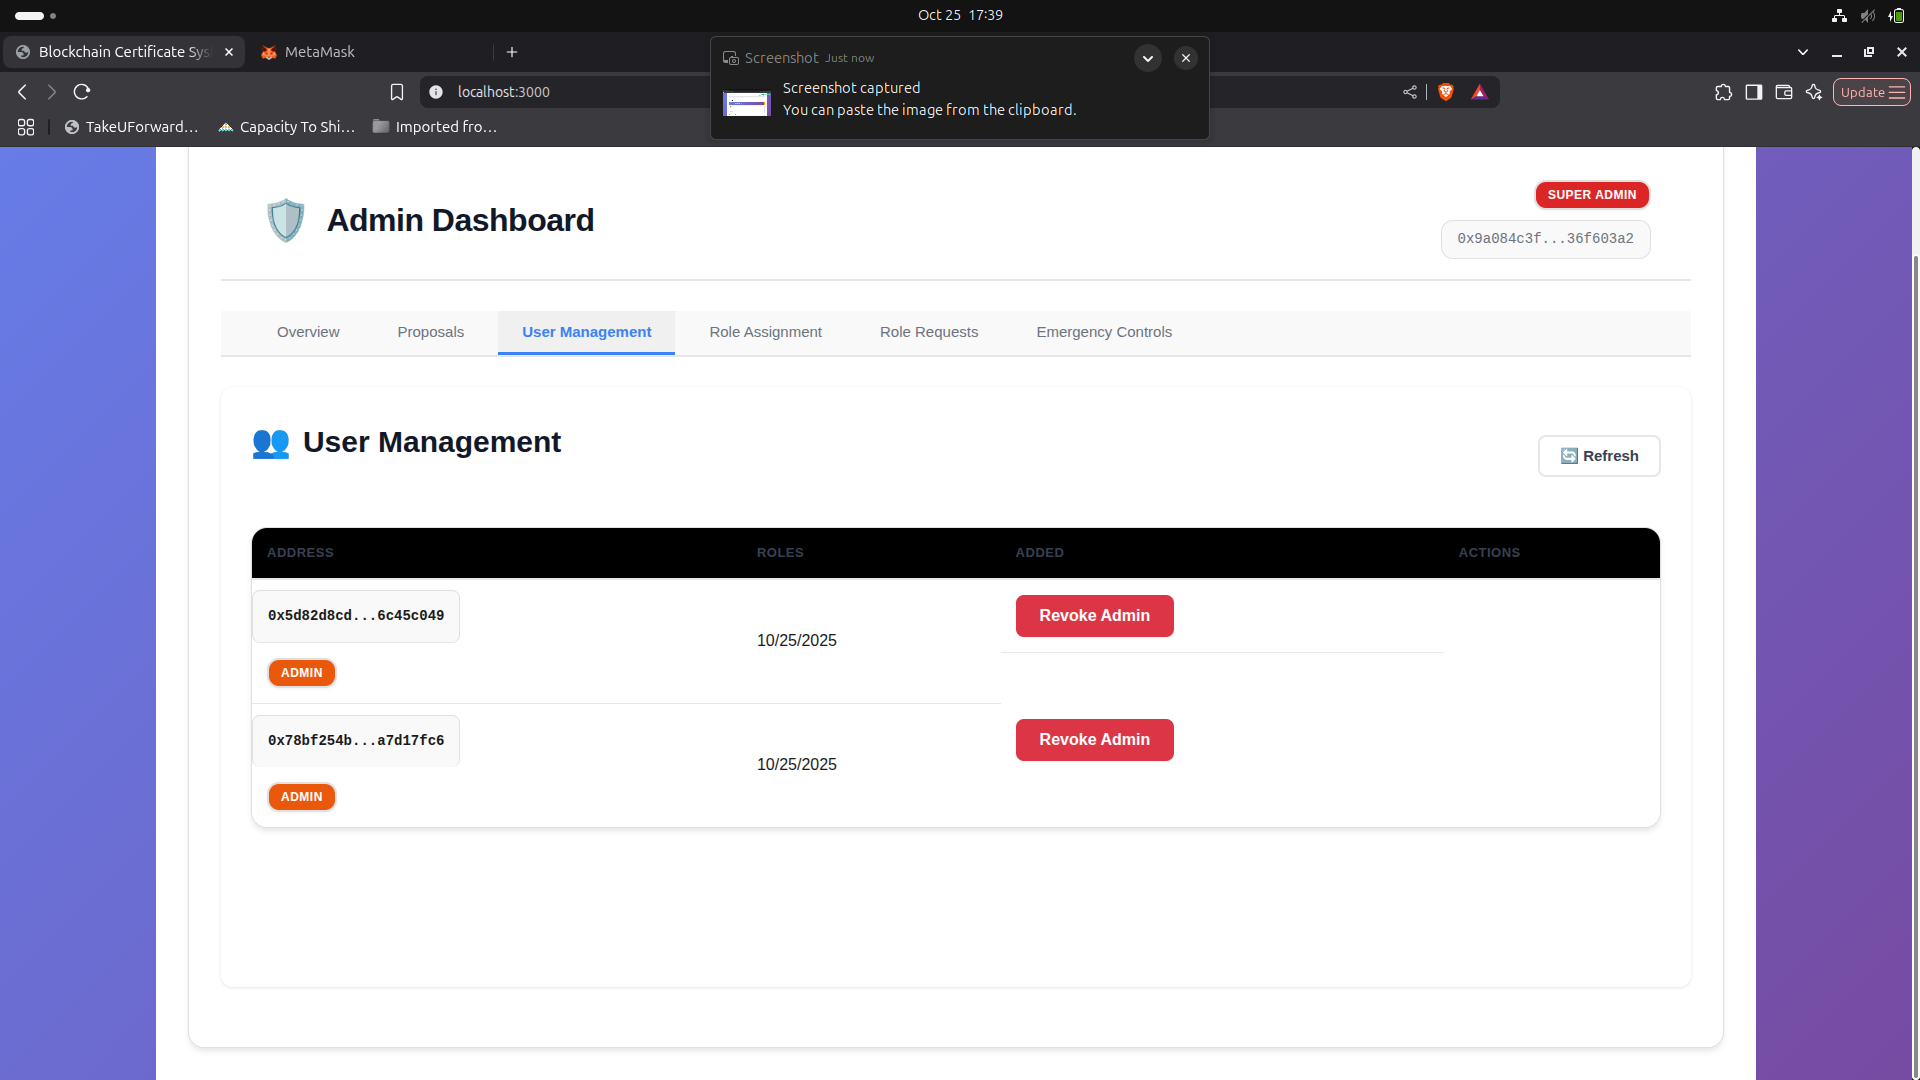 Oct 25 17:39
Blockchain Certificate Sys
MetaMask
Screenshot Just now
Screenshot captured
You can paste the image from the clipboard.
localhost:3000
Update
TakeUForward...
Capacity To Shi...
Imported fro...
SUPER ADMIN
Admin Dashboard
0x9a084c3f...36f603a2
Overview Proposals User Management Role Assignment Role Requests Emergency Controls
User Management
Refresh
ADDRESS ROLES ADDED ACTIONS
0x5d82d8cd...6c45c049
10/25/2025
Revoke Admin
ADMIN
0x78bf254b...a7d17fc6
10/25/2025
Revoke Admin
ADMIN